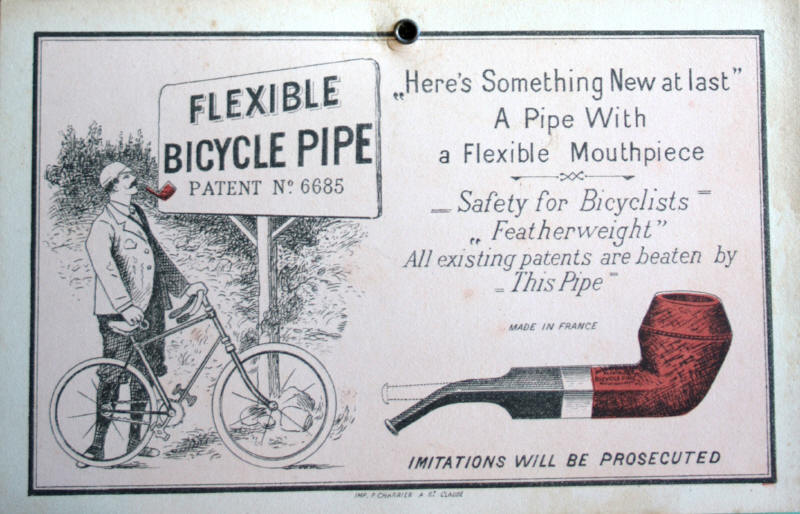 FLEXIBLE
BICYCLE PIPE
PATENT Nº 6685
„Here's Something New at last”
A Pipe With
a Flexible Mouthpiece
Safety for Bicyclists
„Featherweight”
All existing patents are beaten by
This Pipe
MADE IN FRANCE
BICYCLE PIPE
IMITATIONS WILL BE PROSECUTED
IMP. P. CHARRIER A St CLAUDE